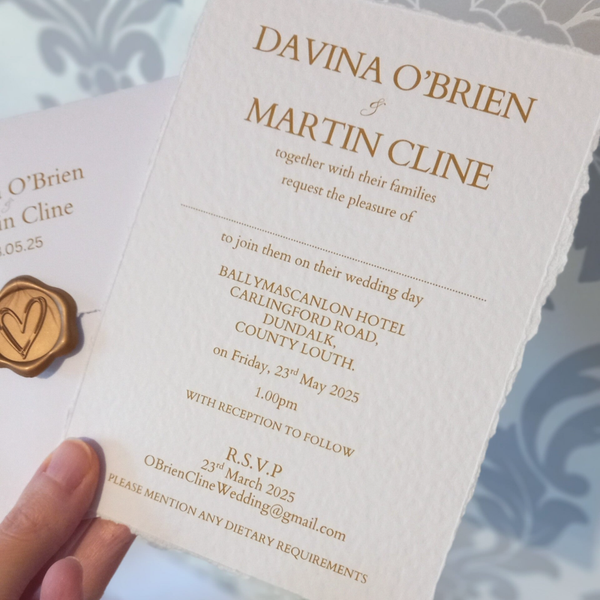 DAVINA O'BRIEN
&
MARTIN CLINE
together with their families
request the pleasure of
to join them on their wedding day
BALLYMASCANLON HOTEL
CARLINGFORD ROAD,
DUNDALK,
COUNTY LOUTH.
on Friday, 23rd May 2025
1.00pm
WITH RECEPTION TO FOLLOW
R.S.V.P
23rd March 2025
OBrienClineWedding@gmail.com
PLEASE MENTION ANY DIETARY REQUIREMENTS
O'Brien
&
Cline
.05.25